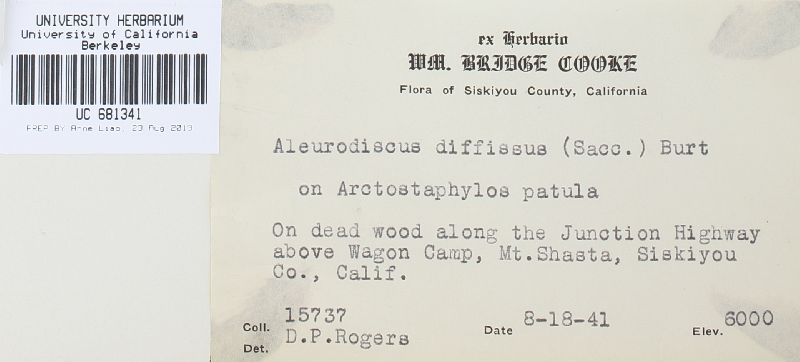 UNIVERSITY HERBARIUM
University of California
Berkeley
UC 681341
PREP BY Anne Liao, 23 Aug 2013
ex Herbario
WM. BRIDGE COOKE
Flora of Siskiyou County, California
Aleurodiscus diffissus (Sacc.) Burt
on Arctostaphylos patula
On dead wood along the Junction Highway
above Wagon Camp, Mt.Shasta, Siskiyou
Co., Calif.
Coll. 15737 Date 8-18-41 Elev. 6000
Det. D.P.Rogers